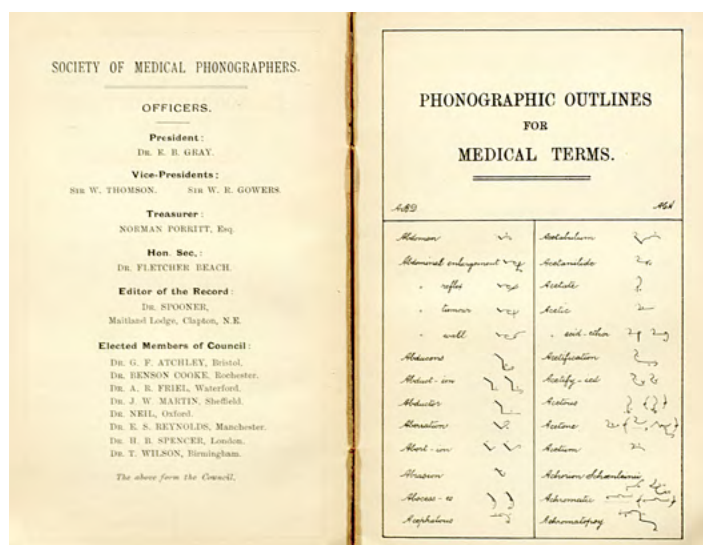 SOCIETY OF MEDICAL PHONOGRAPHERS.
OFFICERS.
President:
DR. E. B. GRAY.
Vice-Presidents:
SIR W. THOMSON. SIR W. R. GOWERS.
Treasurer:
NORMAN PORRITT, Esq.
Hon. Sec.:
DR. FLETCHER BEACH.
Editor of the Record:
DR. SPOONER,
Maitland Lodge, Clapton, N.E.
Elected Members of Council:
DR. G. F. ATCHLEY, Bristol.
DR. BENSON COOKE, Rochester.
DR. A. R. FRIEL, Waterford.
DR. J. W. MARTIN, Sheffield.
DR. NEIL, Oxford.
DR. E. S. REYNOLDS, Manchester.
DR. H. R. SPENCER, London.
DR. T. WILSON, Birmingham.
The above form the Council.
PHONOGRAPHIC OUTLINES
FOR
MEDICAL TERMS.
ABD
Abdomen
Abdominal enlargement
" reflex
" tumour
" wall
Abducens
Abduct-ion
Abductor
Aberration
Abort-ion
Abrasion
Abscess-es
Acephalous
Acetabulum
Acetanilide
Acetate
Acetic
" acid-ether
Acetification
Acetify-ied
Acetous
Acetone
Acetum
Achorion Schonleinii
Achromatic
Achromatopsy